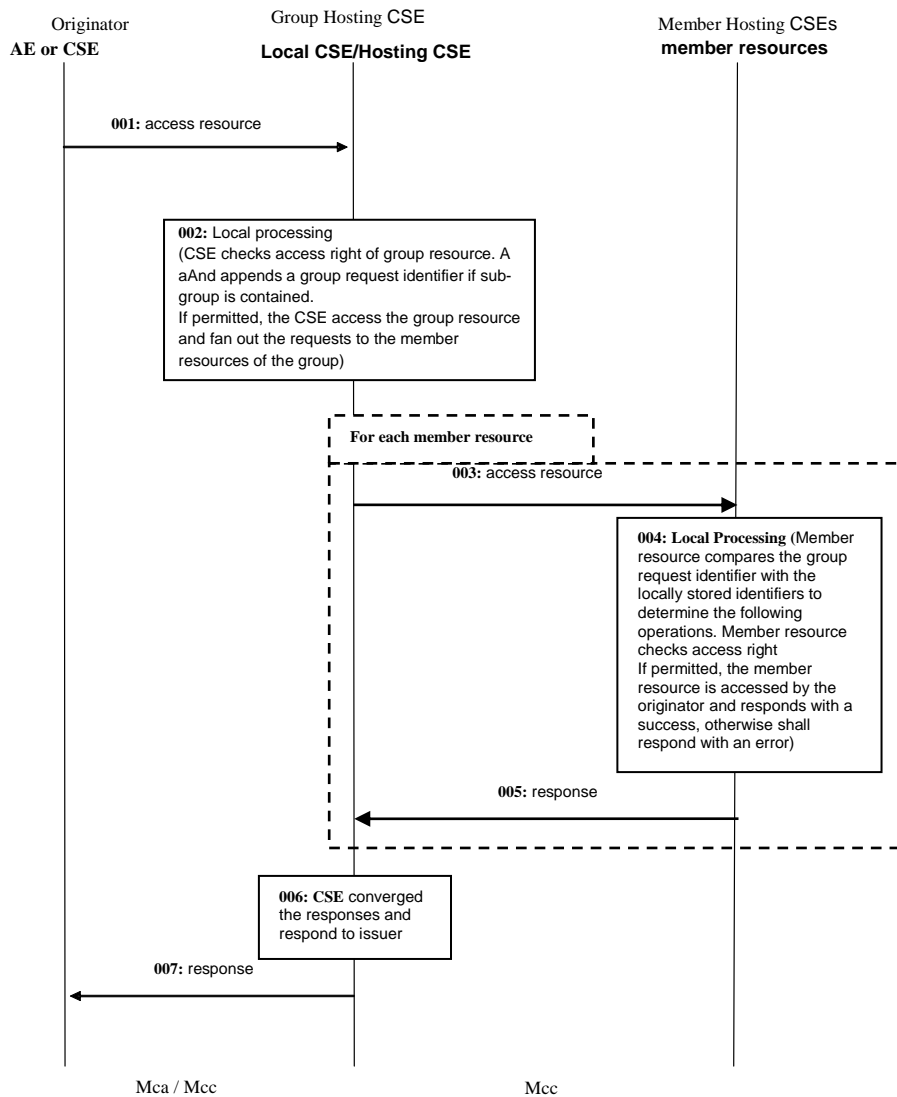 Originator
AE or CSE
Group Hosting CSE
Local CSE/Hosting CSE
Member Hosting CSEs
member resources
001: access resource
002: Local processing
(CSE checks access right of group resource. A
aAnd appends a group request identifier if sub-
group is contained.
If permitted, the CSE access the group resource
and fan out the requests to the member
resources of the group)
For each member resource
003: access resource
004: Local Processing (Member
resource compares the group
request identifier with the
locally stored identifiers to
determine the following
operations. Member resource
checks access right
If permitted, the member
resource is accessed by the
originator and responds with a
success, otherwise shall
respond with an error)
005: response
006: CSE converged
the responses and
respond to issuer
007: response
Mca / Mcc
Mcc